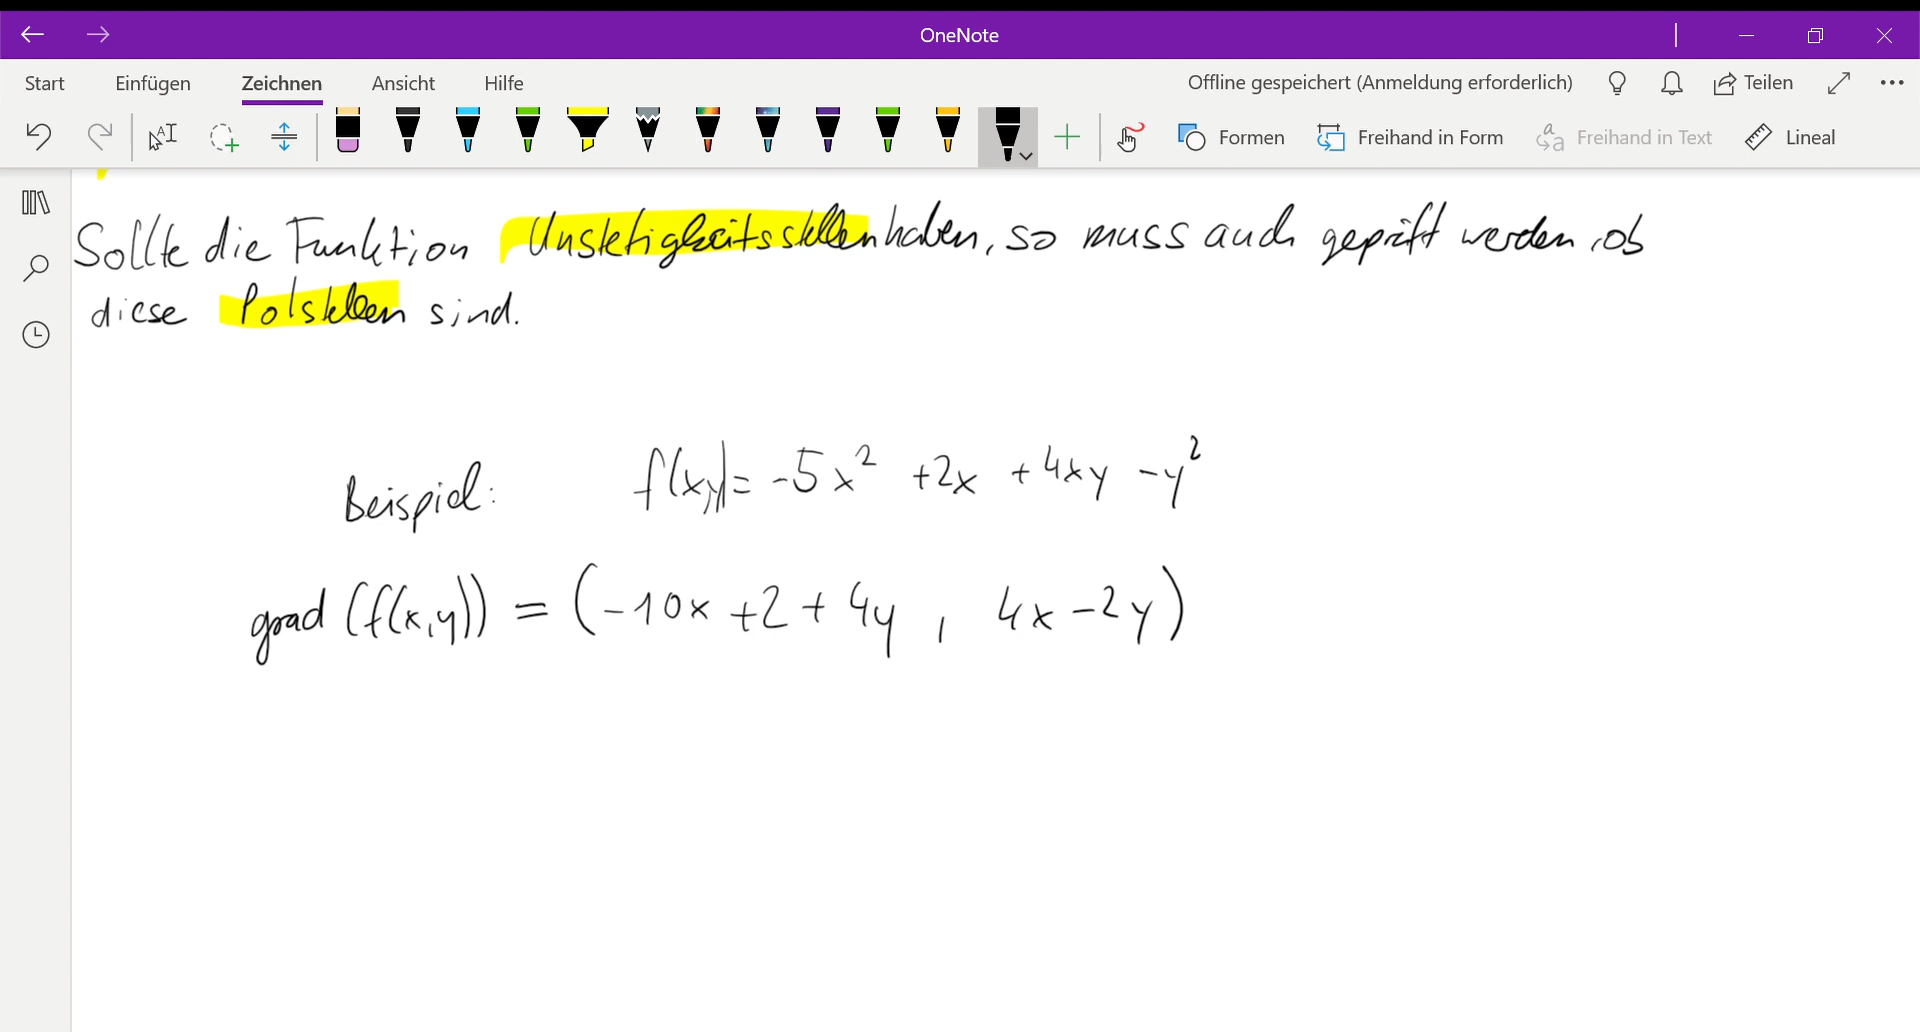 OneNote
Start Einfügen Zeichnen Ansicht Hilfe Offline gespeichert (Anmeldung erforderlich) Teilen
Formen Freihand in Form Freihand in Text Lineal
Sollte die Funktion Unstetigkeitsstellen haben, so muss auch geprüft werden, ob
diese Polstellen sind.
Beispiel: f(x,y) = -5x² +2x +4xy -y²
grad (f(x,y)) = (-10x +2 + 4y , 4x -2y)